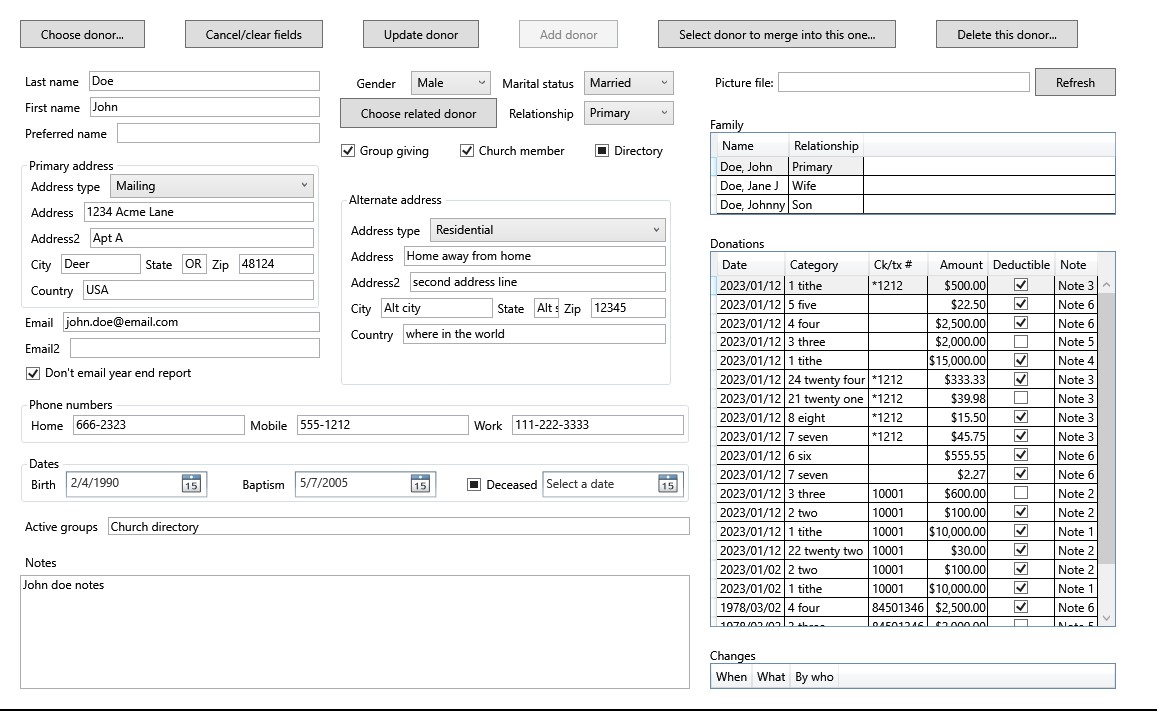 Choose donor... Cancel/clear fields Update donor Add donor Select donor to merge into this one... Delete this donor...
Last name Doe
First name John
Preferred name
Gender Male Marital status Married
Choose related donor Relationship Primary
Group giving Church member Directory
Picture file: Refresh
Primary address
Address type Mailing
Address 1234 Acme Lane
Address2 Apt A
City Deer State OR Zip 48124
Country USA
Email john.doe@email.com
Email2
Don't email year end report
Alternate address
Address type Residential
Address Home away from home
Address2 second address line
City Alt city State Alt s Zip 12345
Country where in the world
Phone numbers
Home 666-2323 Mobile 555-1212 Work 111-222-3333
Dates
Birth 2/4/1990 15 Baptism 5/7/2005 15 Deceased Select a date 15
Active groups Church directory
Notes
John doe notes
Family
Name Relationship
Doe, John Primary
Doe, Jane J Wife
Doe, Johnny Son
Donations
Date Category Ck/tx # Amount Deductible Note
2023/01/12 1 tithe *1212 $500.00 Note 3
2023/01/12 5 five $22.50 Note 6
2023/01/12 4 four $2,500.00 Note 6
2023/01/12 3 three $2,000.00 Note 5
2023/01/12 1 tithe $15,000.00 Note 4
2023/01/12 24 twenty four *1212 $333.33 Note 3
2023/01/12 21 twenty one *1212 $39.98 Note 3
2023/01/12 8 eight *1212 $15.50 Note 3
2023/01/12 7 seven *1212 $45.75 Note 3
2023/01/12 6 six $555.55 Note 6
2023/01/12 7 seven $2.27 Note 6
2023/01/12 3 three 10001 $600.00 Note 2
2023/01/12 2 two 10001 $100.00 Note 2
2023/01/12 1 tithe 10001 $10,000.00 Note 1
2023/01/12 22 twenty two 10001 $30.00 Note 2
2023/01/02 2 two 10001 $100.00 Note 2
2023/01/02 1 tithe 10001 $10,000.00 Note 1
1978/03/02 4 four 84501346 $2,500.00 Note 6
1978/03/02 3 three 84501346 $2,000.00 Note 5
Changes
When What By who